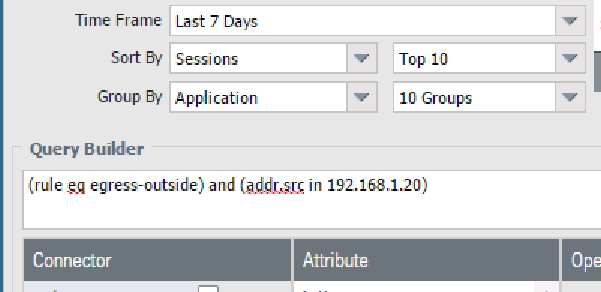 Time Frame Last 7 Days
Sort By Sessions Top 10
Group By Application 10 Groups
Query Builder
(rule eq egress-outside) and (addr.src in 192.168.1.20)
Connector Attribute Ope